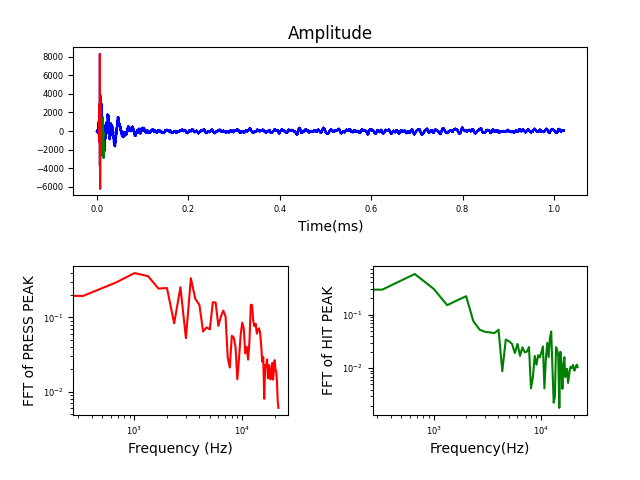 Amplitude
8000
6000
4000
2000
0
−2000
−4000
−6000
0.0 0.2 0.4 0.6 0.8 1.0
Time(ms)
FFT of PRESS PEAK
10⁻¹
10⁻²
10³ 10⁴
Frequency (Hz)
FFT of HIT PEAK
10⁻¹
10⁻²
10³ 10⁴
Frequency(Hz)